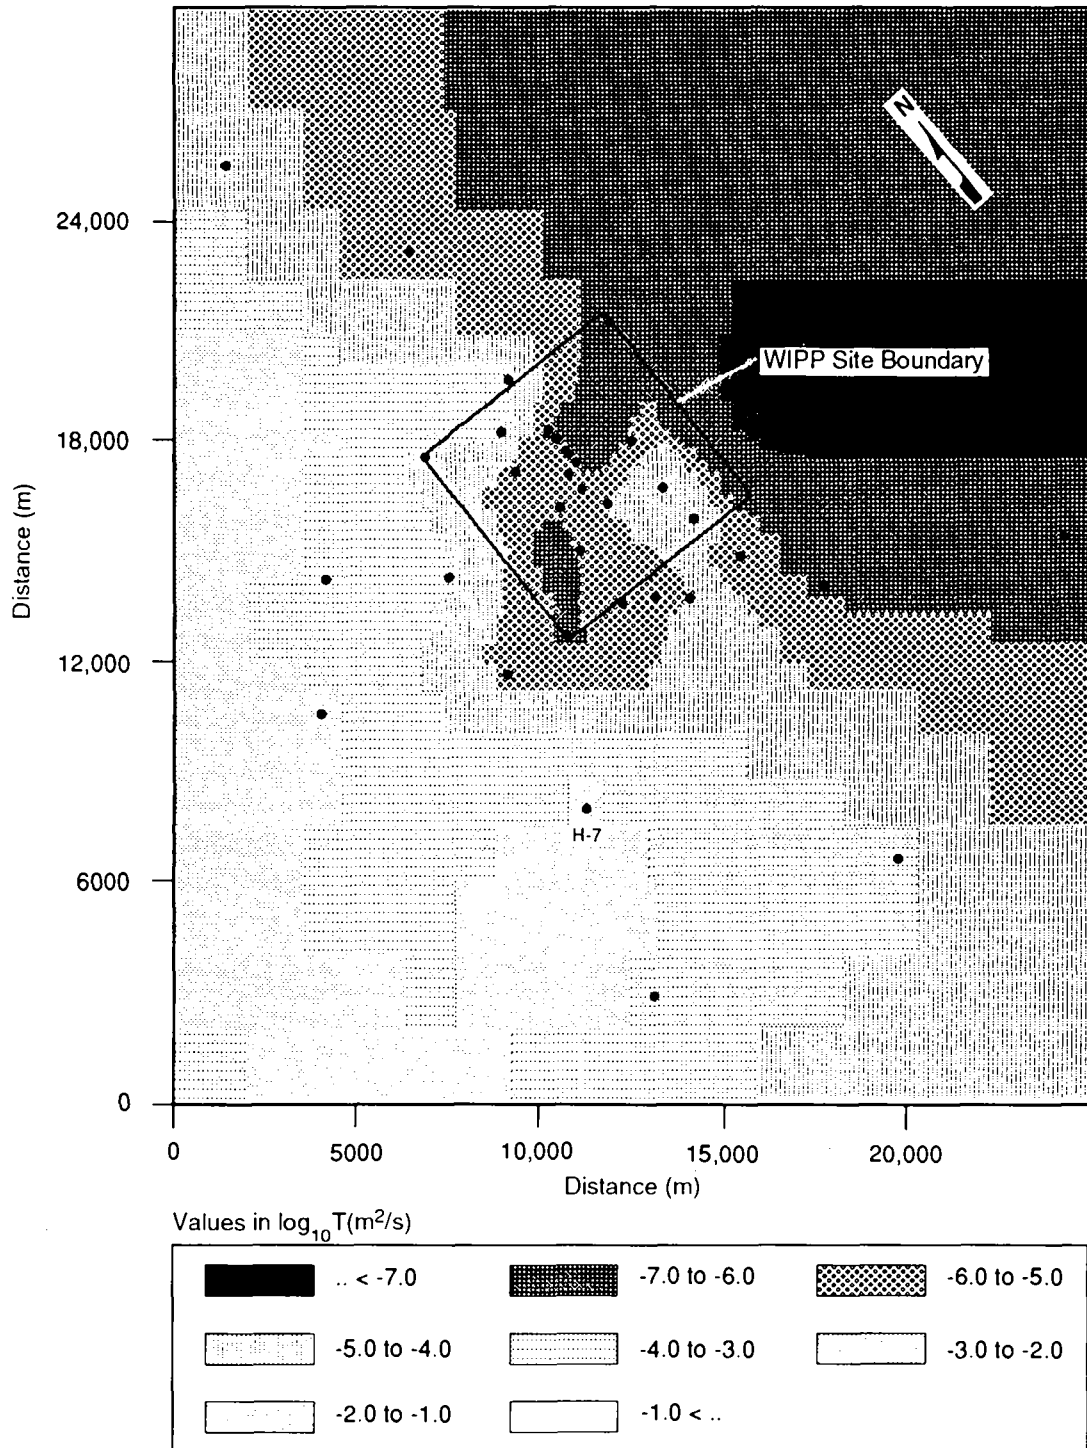 N
24,000
WIPP Site Boundary
18,000
Distance (m)
12,000
H-7
6000
0
0 5000 10,000 15,000 20,000
Distance (m)
Values in log10T(m2/s)
.. < -7.0 -7.0 to -6.0 -6.0 to -5.0
-5.0 to -4.0 -4.0 to -3.0 -3.0 to -2.0
-2.0 to -1.0 -1.0 < ..